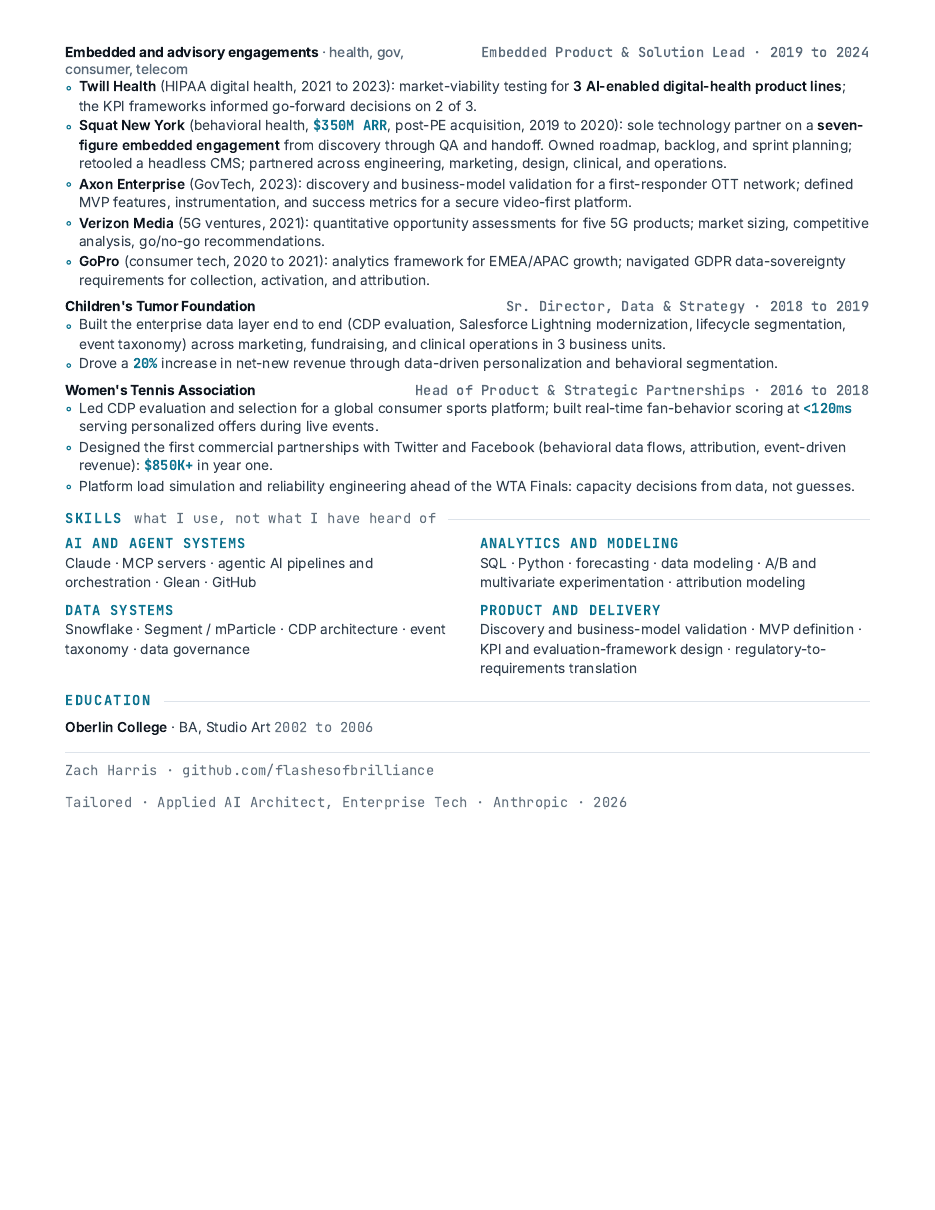 Embedded and advisory engagements · health, gov, consumer, telecom
Embedded Product & Solution Lead · 2019 to 2024
Twill Health (HIPAA digital health, 2021 to 2023): market-viability testing for 3 AI-enabled digital-health product lines;
the KPI frameworks informed go-forward decisions on 2 of 3.
Squat New York (behavioral health, $350M ARR, post-PE acquisition, 2019 to 2020): sole technology partner on a seven-
figure embedded engagement from discovery through QA and handoff. Owned roadmap, backlog, and sprint planning;
retooled a headless CMS; partnered across engineering, marketing, design, clinical, and operations.
Axon Enterprise (GovTech, 2023): discovery and business-model validation for a first-responder OTT network; defined
MVP features, instrumentation, and success metrics for a secure video-first platform.
Verizon Media (5G ventures, 2021): quantitative opportunity assessments for five 5G products; market sizing, competitive
analysis, go/no-go recommendations.
GoPro (consumer tech, 2020 to 2021): analytics framework for EMEA/APAC growth; navigated GDPR data-sovereignty
requirements for collection, activation, and attribution.
Children's Tumor Foundation
Sr. Director, Data & Strategy · 2018 to 2019
Built the enterprise data layer end to end (CDP evaluation, Salesforce Lightning modernization, lifecycle segmentation,
event taxonomy) across marketing, fundraising, and clinical operations in 3 business units.
Drove a 20% increase in net-new revenue through data-driven personalization and behavioral segmentation.
Women's Tennis Association
Head of Product & Strategic Partnerships · 2016 to 2018
Led CDP evaluation and selection for a global consumer sports platform; built real-time fan-behavior scoring at <120ms
serving personalized offers during live events.
Designed the first commercial partnerships with Twitter and Facebook (behavioral data flows, attribution, event-driven
revenue): $850K+ in year one.
Platform load simulation and reliability engineering ahead of the WTA Finals: capacity decisions from data, not guesses.
SKILLS what I use, not what I have heard of
AI AND AGENT SYSTEMS
Claude · MCP servers · agentic AI pipelines and
orchestration · Glean · GitHub
ANALYTICS AND MODELING
SQL · Python · forecasting · data modeling · A/B and
multivariate experimentation · attribution modeling
DATA SYSTEMS
Snowflake · Segment / mParticle · CDP architecture · event
taxonomy · data governance
PRODUCT AND DELIVERY
Discovery and business-model validation · MVP definition ·
KPI and evaluation-framework design · regulatory-to-
requirements translation
EDUCATION
Oberlin College · BA, Studio Art 2002 to 2006
Zach Harris · github.com/flashesofbrilliance
Tailored · Applied AI Architect, Enterprise Tech · Anthropic · 2026